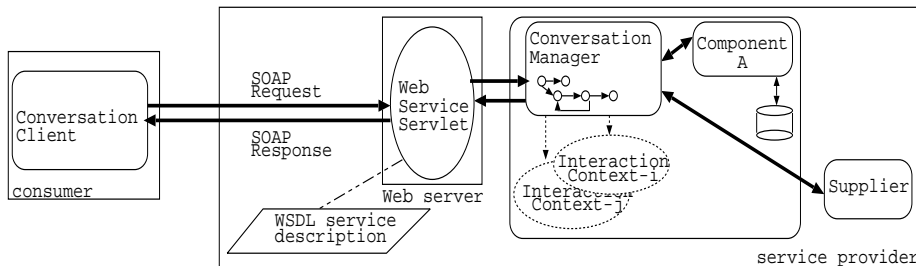 Conversation
Client
consumer
SOAP
Request
SOAP
Response
Web
Service
Servlet
Web server
WSDL service
description
Conversation
Manager
Interaction
Context-i
Context-j
Component
A
Supplier
service provider